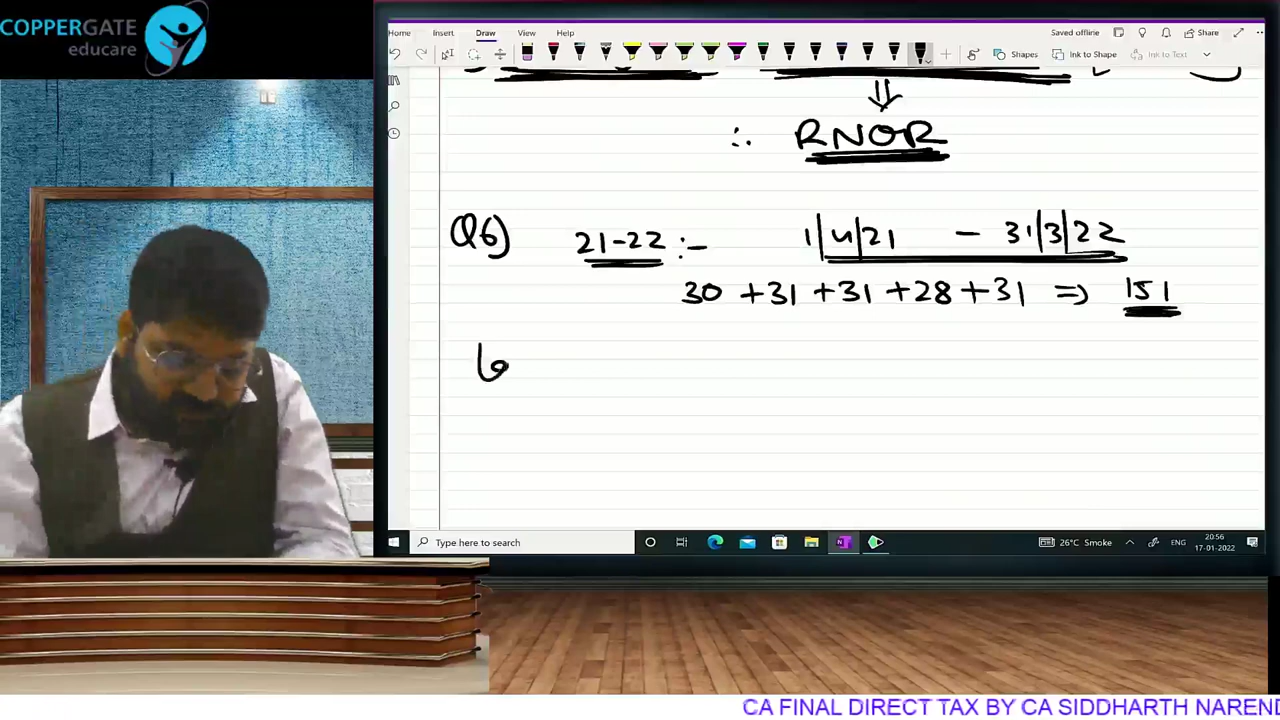 COPPERGATE
educare
Home Insert Draw View Help
Saved offline
Share
Shapes
Ink to Shape
Ink to Text
⇓
∴ RNOR
Q6) 21-22 :- 1|4|21 - 31|3|22
30 +31 +31 +28 +31 ⇒ 151
Type here to search
26°C Smoke
ENG
20:56
17-01-2022
CA FINAL DIRECT TAX BY CA SIDDHARTH NAREND